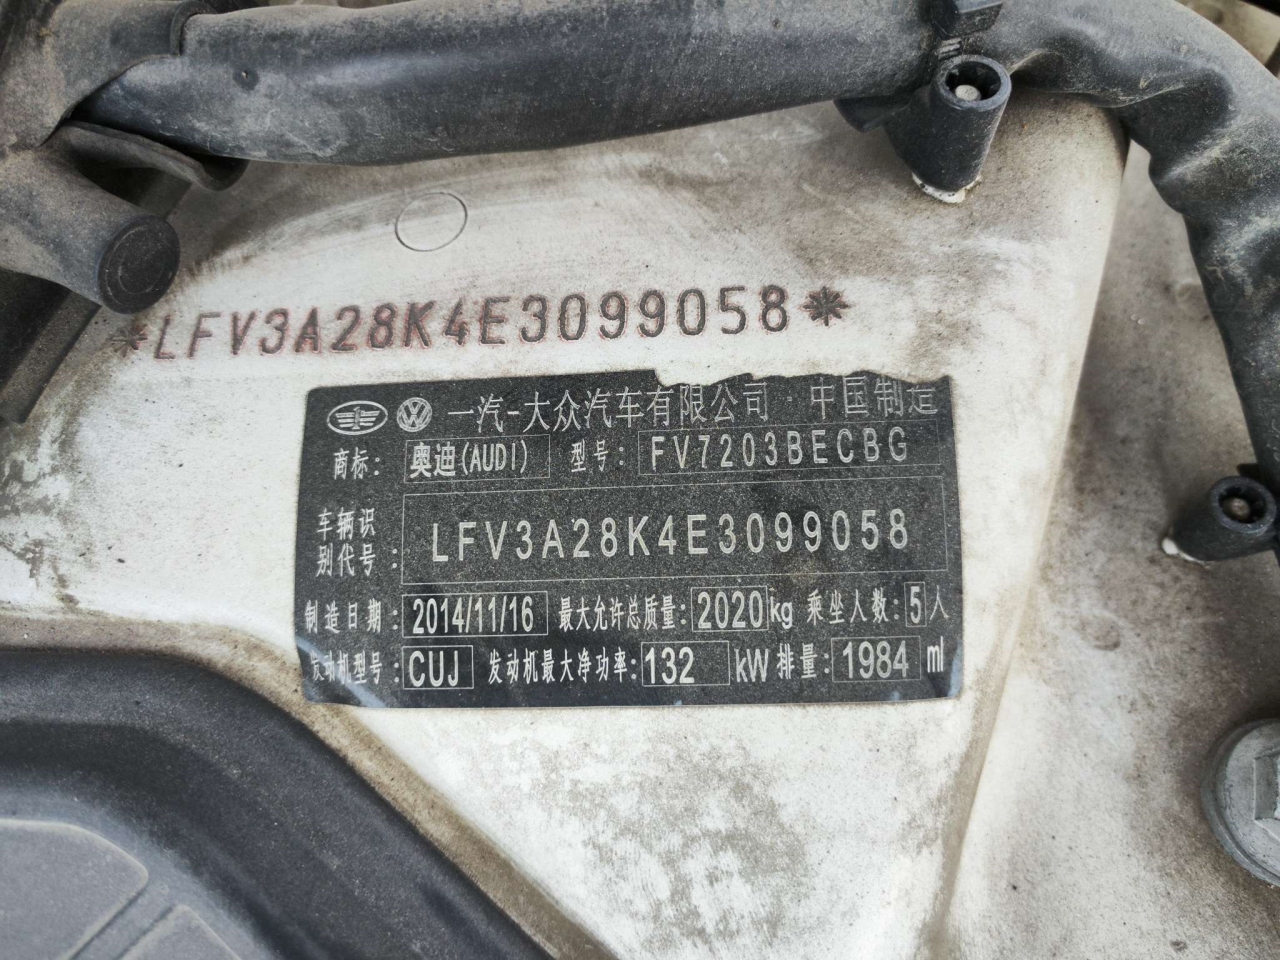 *LFV3A28K4E3099058*
一汽-大众汽车有限公司·中国制造
商标: 奥迪(AUDI) 型号: FV7203BECBG
车辆识别代号: LFV3A28K4E3099058
制造日期: 2014/11/16 最大允许总质量: 2020 kg 乘坐人数: 5 人
发动机型号: CUJ 发动机最大净功率: 132 kW 排量: 1984 ml